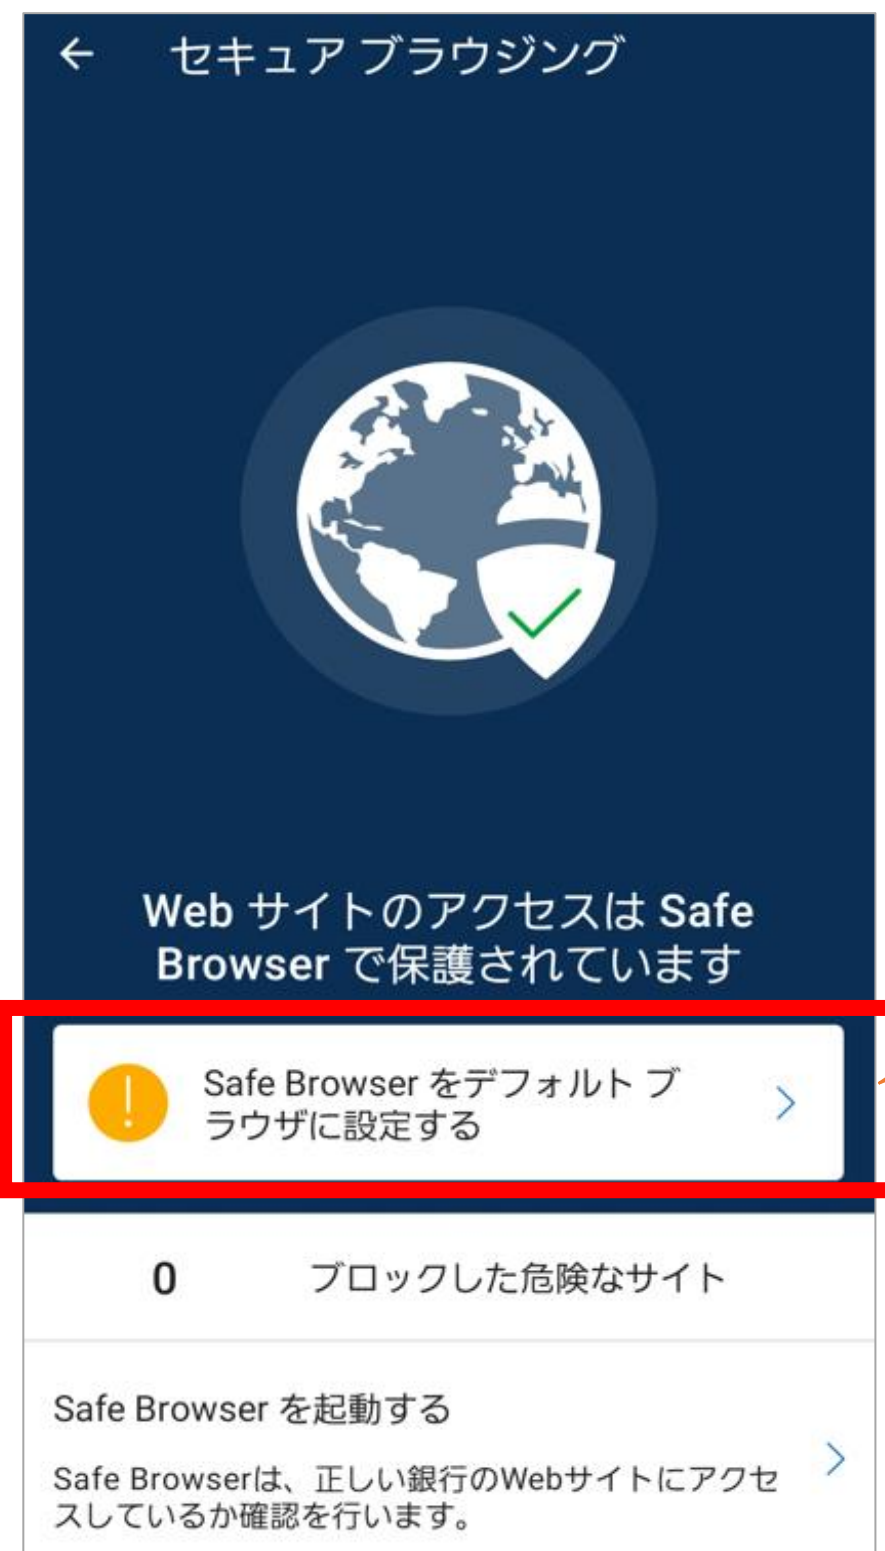 セキュア ブラウジング
Web サイトのアクセスは Safe
Browser で保護されています
Safe Browser をデフォルト ブ
ラウザに設定する
0 ブロックした危険なサイト
Safe Browser を起動する
Safe Browserは、正しい銀行のWebサイトにアクセ
スしているか確認を行います。